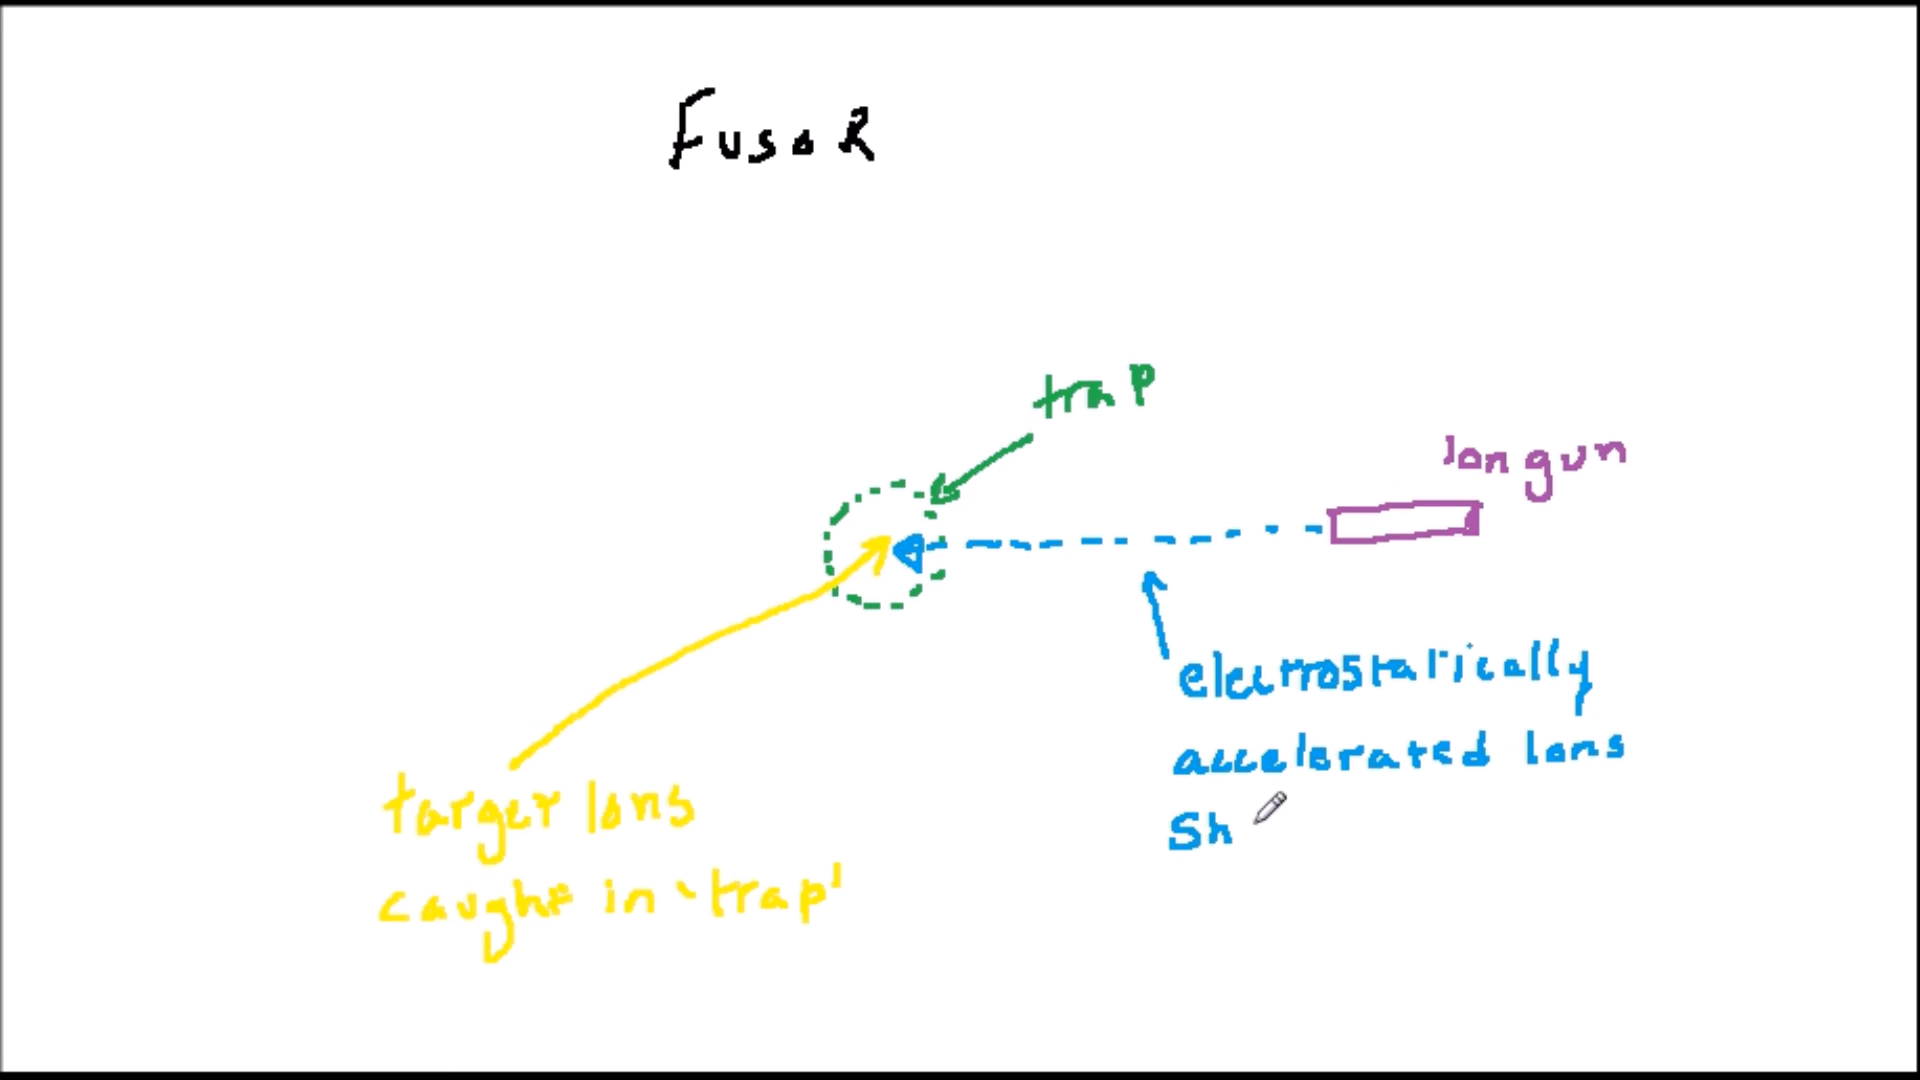 Fusor
trap
Ion gun
electrostatically
accelerated Ions
Sh
target Ions
caught in 'trap'